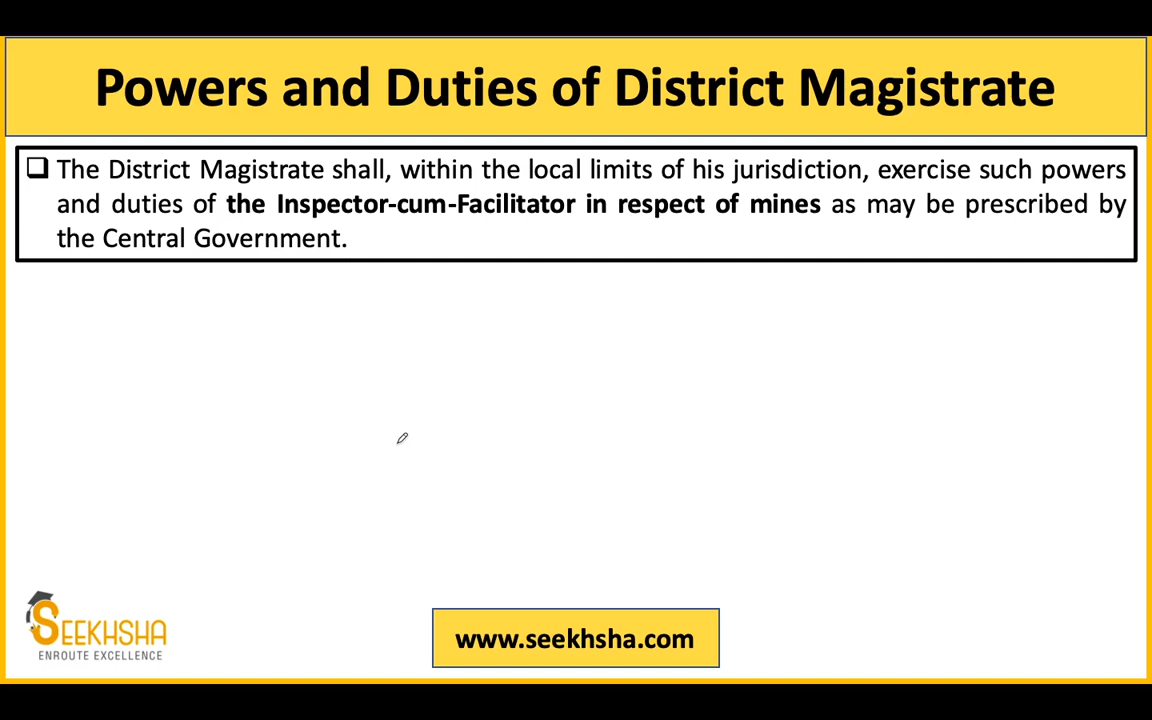 Powers and Duties of District Magistrate
❑ The District Magistrate shall, within the local limits of his jurisdiction, exercise such powers
and duties of the Inspector-cum-Facilitator in respect of mines as may be prescribed by
the Central Government.
SEEKHSHA
ENROUTE EXCELLENCE
www.seekhsha.com